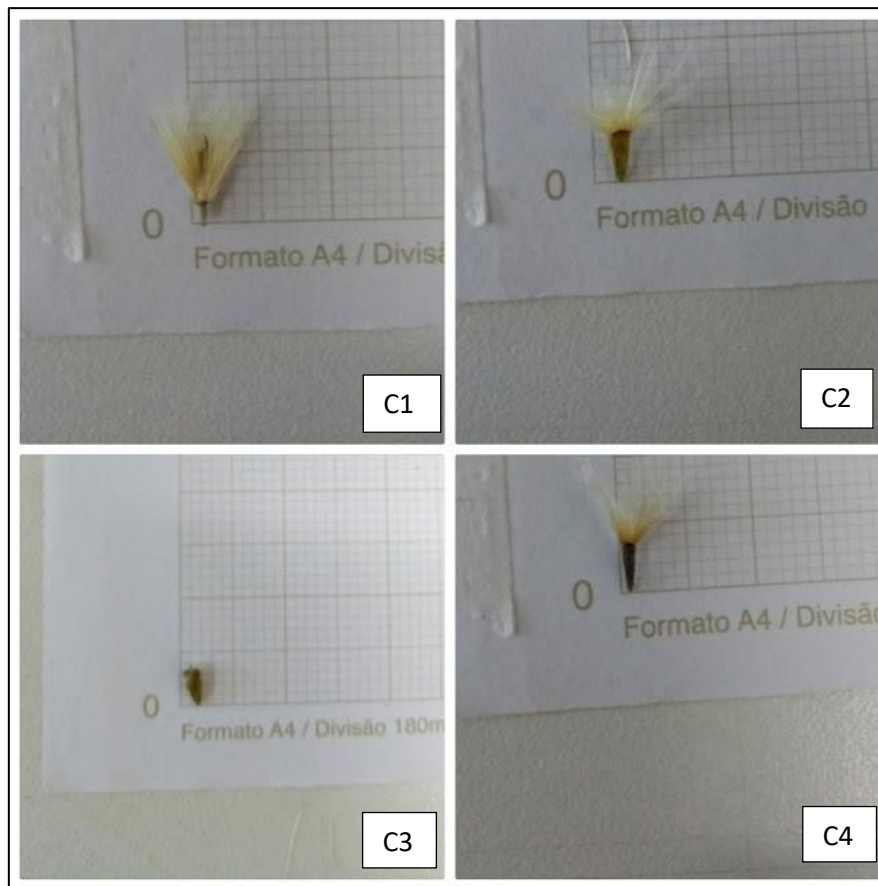 0
Formato A4 / Divisã
C1
0
Formato A4 / Divisão
C2
0
Formato A4 / Divisão 180m
C3
0
Formato A4 / Divisão
C4